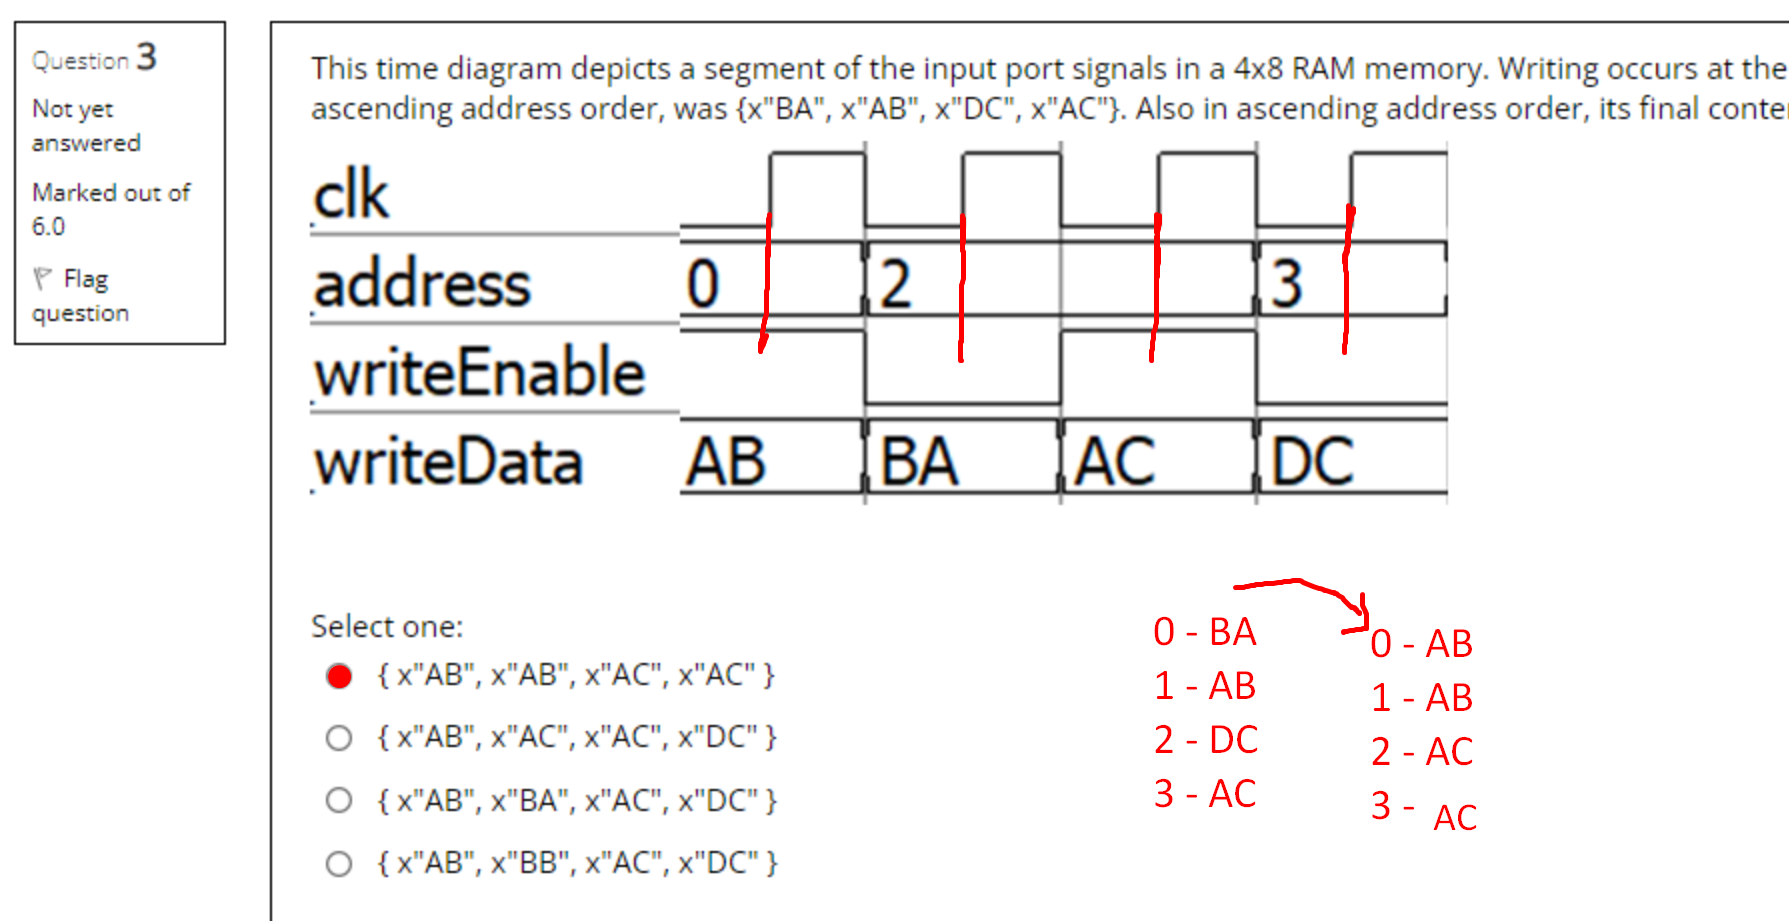 Question 3
Not yet
answered
Marked out of
6.0
Flag
question
This time diagram depicts a segment of the input port signals in a 4x8 RAM memory. Writing occurs at the
ascending address order, was {x"BA", x"AB", x"DC", x"AC"}. Also in ascending address order, its final
clk
address 0 2 3
writeEnable
writeData AB BA AC DC
Select one:
{ x"AB", x"AB", x"AC", x"AC" }
{ x"AB", x"AC", x"AC", x"DC" }
{ x"AB", x"BA", x"AC", x"DC" }
{ x"AB", x"BB", x"AC", x"DC" }
0 - BA
1 - AB
2 - DC
3 - AC
0 - AB
1 - AB
2 - AC
3 - AC